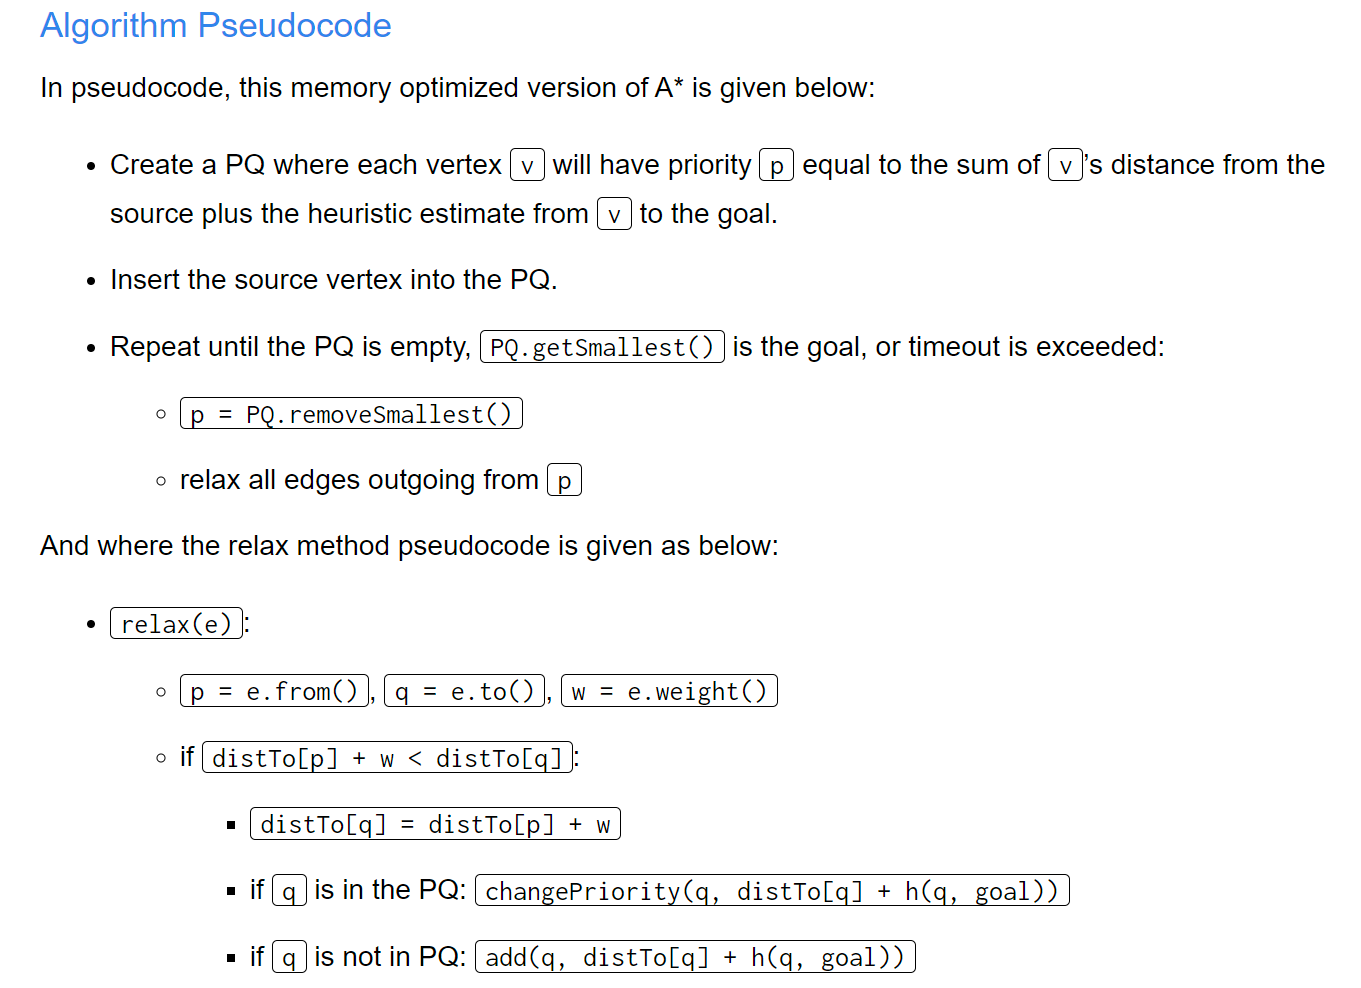 Algorithm Pseudocode
In pseudocode, this memory optimized version of A* is given below:
• Create a PQ where each vertex v will have priority p equal to the sum of v’s distance from the
source plus the heuristic estimate from v to the goal.
• Insert the source vertex into the PQ.
• Repeat until the PQ is empty, PQ.getSmallest() is the goal, or timeout is exceeded:
◦ p = PQ.removeSmallest()
◦ relax all edges outgoing from p
And where the relax method pseudocode is given as below:
• relax(e):
◦ p = e.from(), q = e.to(), w = e.weight()
◦ if distTo[p] + w < distTo[q]:
▪ distTo[q] = distTo[p] + w
▪ if q is in the PQ: changePriority(q, distTo[q] + h(q, goal))
▪ if q is not in PQ: add(q, distTo[q] + h(q, goal))